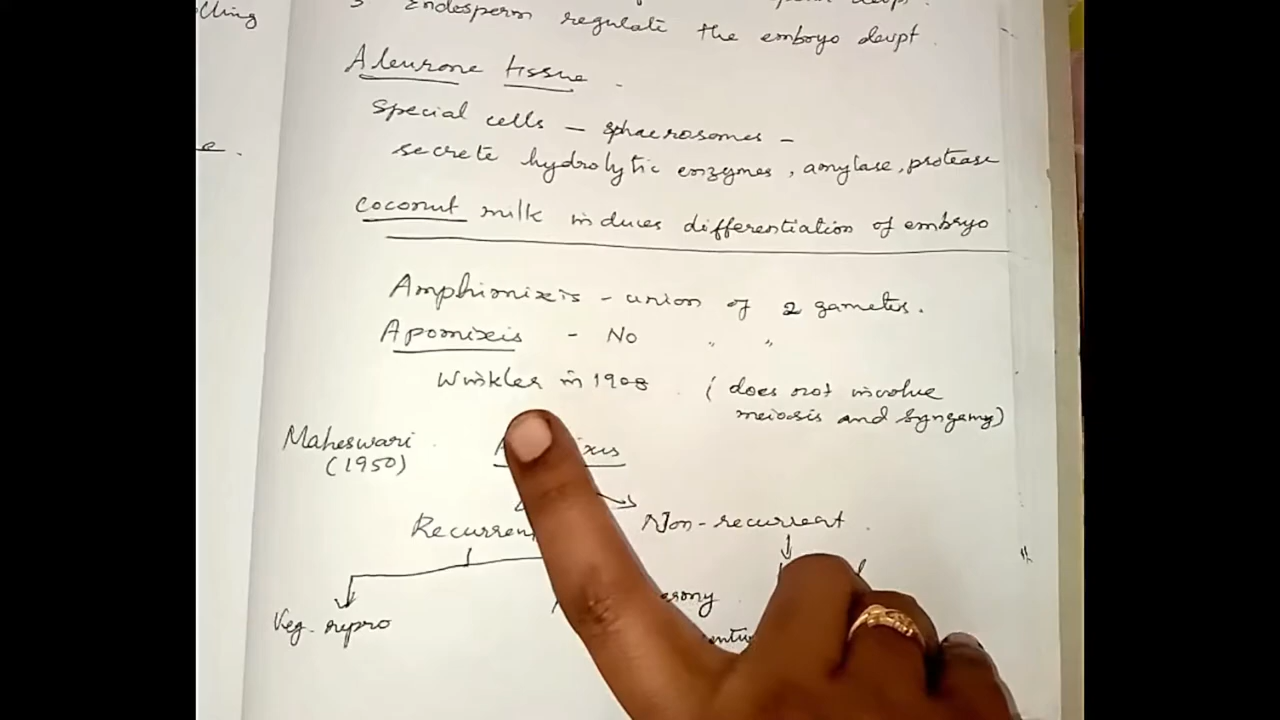 3 Endosperm regulate the embryo devpt
Aleurone tissue
Special cells - sphaerosomes -
secrete hydrolytic enzymes, amylase, protease
coconut milk induces differentiation of embryo
Amphimixis - union of 2 gametes.
Apomixis - No " "
Winkler in 1908 (does not involve
meiosis and syngamy)
Maheswari
(1950)
Recurrent
Non-recurrent
Veg. repro